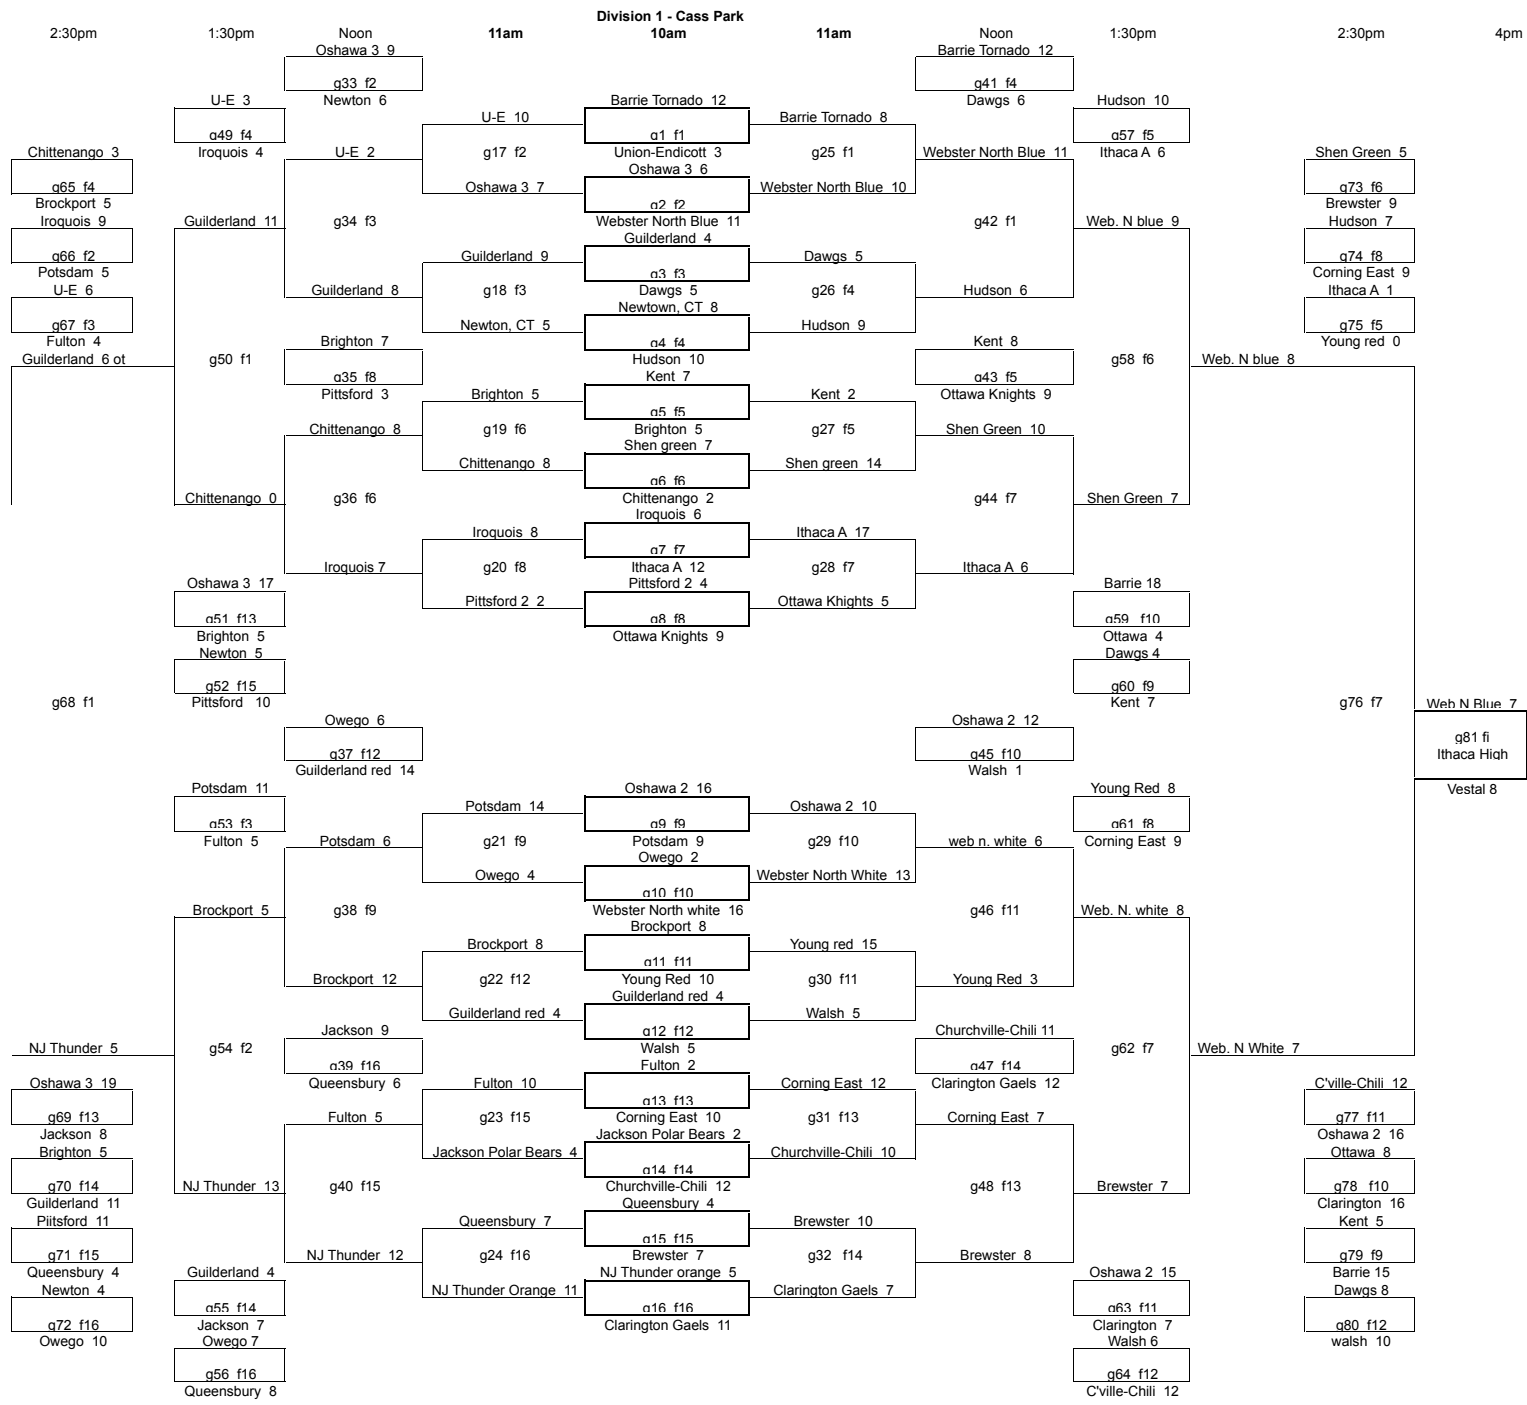 Division 1 - Cass Park
2:30pm 1:30pm Noon 11am 10am 11am Noon 1:30pm 2:30pm 4pm
Oshawa 3 9 Barrie Tornado 12
g33 f2 g41 f4
U-E 3 Newton 6 Barrie Tornado 12 Dawgs 6 Hudson 10
U-E 10 Barrie Tornado 8
g49 f4 g1 f1 g57 f5
Chittenango 3 Iroquois 4 U-E 2 g17 f2 Union-Endicott 3 g25 f1 Webster North Blue 11 Ithaca A 6 Shen Green 5
Oshawa 3 6
g65 f4 Oshawa 3 7 Webster North Blue 10 g73 f6
Brockport 5 g2 f2 Brewster 9
Iroquois 9 Guilderland 11 g34 f3 Webster North Blue 11 g42 f1 Web. N blue 9 Hudson 7
Guilderland 4
g66 f2 Guilderland 9 Dawgs 5 g74 f8
Potsdam 5 g3 f3 Corning East 9
U-E 6 Guilderland 8 g18 f3 Dawgs 5 g26 f4 Hudson 6 Ithaca A 1
Newtown, CT 8
g67 f3 Newton, CT 5 Hudson 9 g75 f5
Fulton 4 Brighton 7 g4 f4 Kent 8 Young red 0
Guilderland 6 ot g50 f1 Hudson 10 g58 f6 Web. N blue 8
g35 f8 Kent 7 g43 f5
Pittsford 3 Brighton 5 Kent 2 Ottawa Knights 9
g5 f5
Chittenango 8 g19 f6 Brighton 5 g27 f5 Shen Green 10
Shen green 7
Chittenango 8 Shen green 14
g6 f6
Chittenango 0 g36 f6 Chittenango 2 g44 f7 Shen Green 7
Iroquois 6
Iroquois 8 Ithaca A 17
g7 f7
Iroquois 7 g20 f8 Ithaca A 12 g28 f7 Ithaca A 6
Oshawa 3 17 Pittsford 2 4 Barrie 18
Pittsford 2 2 Ottawa Khights 5
g51 f13 g8 f8 g59 f10
Brighton 5 Ottawa Knights 9 Ottawa 4
Newton 5 Dawgs 4
g52 f15 g60 f9
g68 f1 Pittsford 10 Kent 7 g76 f7 Web N Blue 7
Owego 6 Oshawa 2 12
g37 f12 g45 f10 g81 fi
Guilderland red 14 Walsh 1 Ithaca High
Potsdam 11 Oshawa 2 16 Young Red 8 Vestal 8
Potsdam 14 Oshawa 2 10
g53 f3 g9 f9 g61 f8
Fulton 5 Potsdam 6 g21 f9 Potsdam 9 g29 f10 web n. white 6 Corning East 9
Owego 2
Owego 4 Webster North White 13
g10 f10
Brockport 5 g38 f9 Webster North white 16 g46 f11 Web. N. white 8
Brockport 8
Brockport 8 Young red 15
g11 f11
Brockport 12 g22 f12 Young Red 10 g30 f11 Young Red 3
Guilderland red 4
Guilderland red 4 Walsh 5
Jackson 9 g12 f12 Churchville-Chili 11
NJ Thunder 5 g54 f2 Walsh 5 g62 f7 Web. N White 7
g39 f16 Fulton 2 g47 f14
Oshawa 3 19 Queensbury 6 Fulton 10 Corning East 12 Clarington Gaels 12 C'ville-Chili 12
g69 f13 Fulton 5 g23 f15 g13 f13 g31 f13 Corning East 7 g77 f11
Corning East 10
Jackson 8 Jackson Polar Bears 2 Oshawa 2 16
Brighton 5 Jackson Polar Bears 4 Churchville-Chili 10 Ottawa 8
g14 f14
g70 f14 NJ Thunder 13 g40 f15 Churchville-Chili 12 g48 f13 Brewster 7 g78 f10
Guilderland 11 Queensbury 4 Clarington 16
Piitsford 11 Queensbury 7 Brewster 10 Kent 5
g15 f15
g71 f15 NJ Thunder 12 g24 f16 Brewster 7 g32 f14 Brewster 8 g79 f9
Queensbury 4 Guilderland 4 NJ Thunder orange 5 Oshawa 2 15 Barrie 15
Newton 4 NJ Thunder Orange 11 Clarington Gaels 7 Dawgs 8
g55 f14 g16 f16 g63 f11
g72 f16 Jackson 7 Clarington Gaels 11 Clarington 7 g80 f12
Owego 10 Owego 7 Walsh 6 walsh 10
g56 f16 g64 f12
Queensbury 8 C'ville-Chili 12